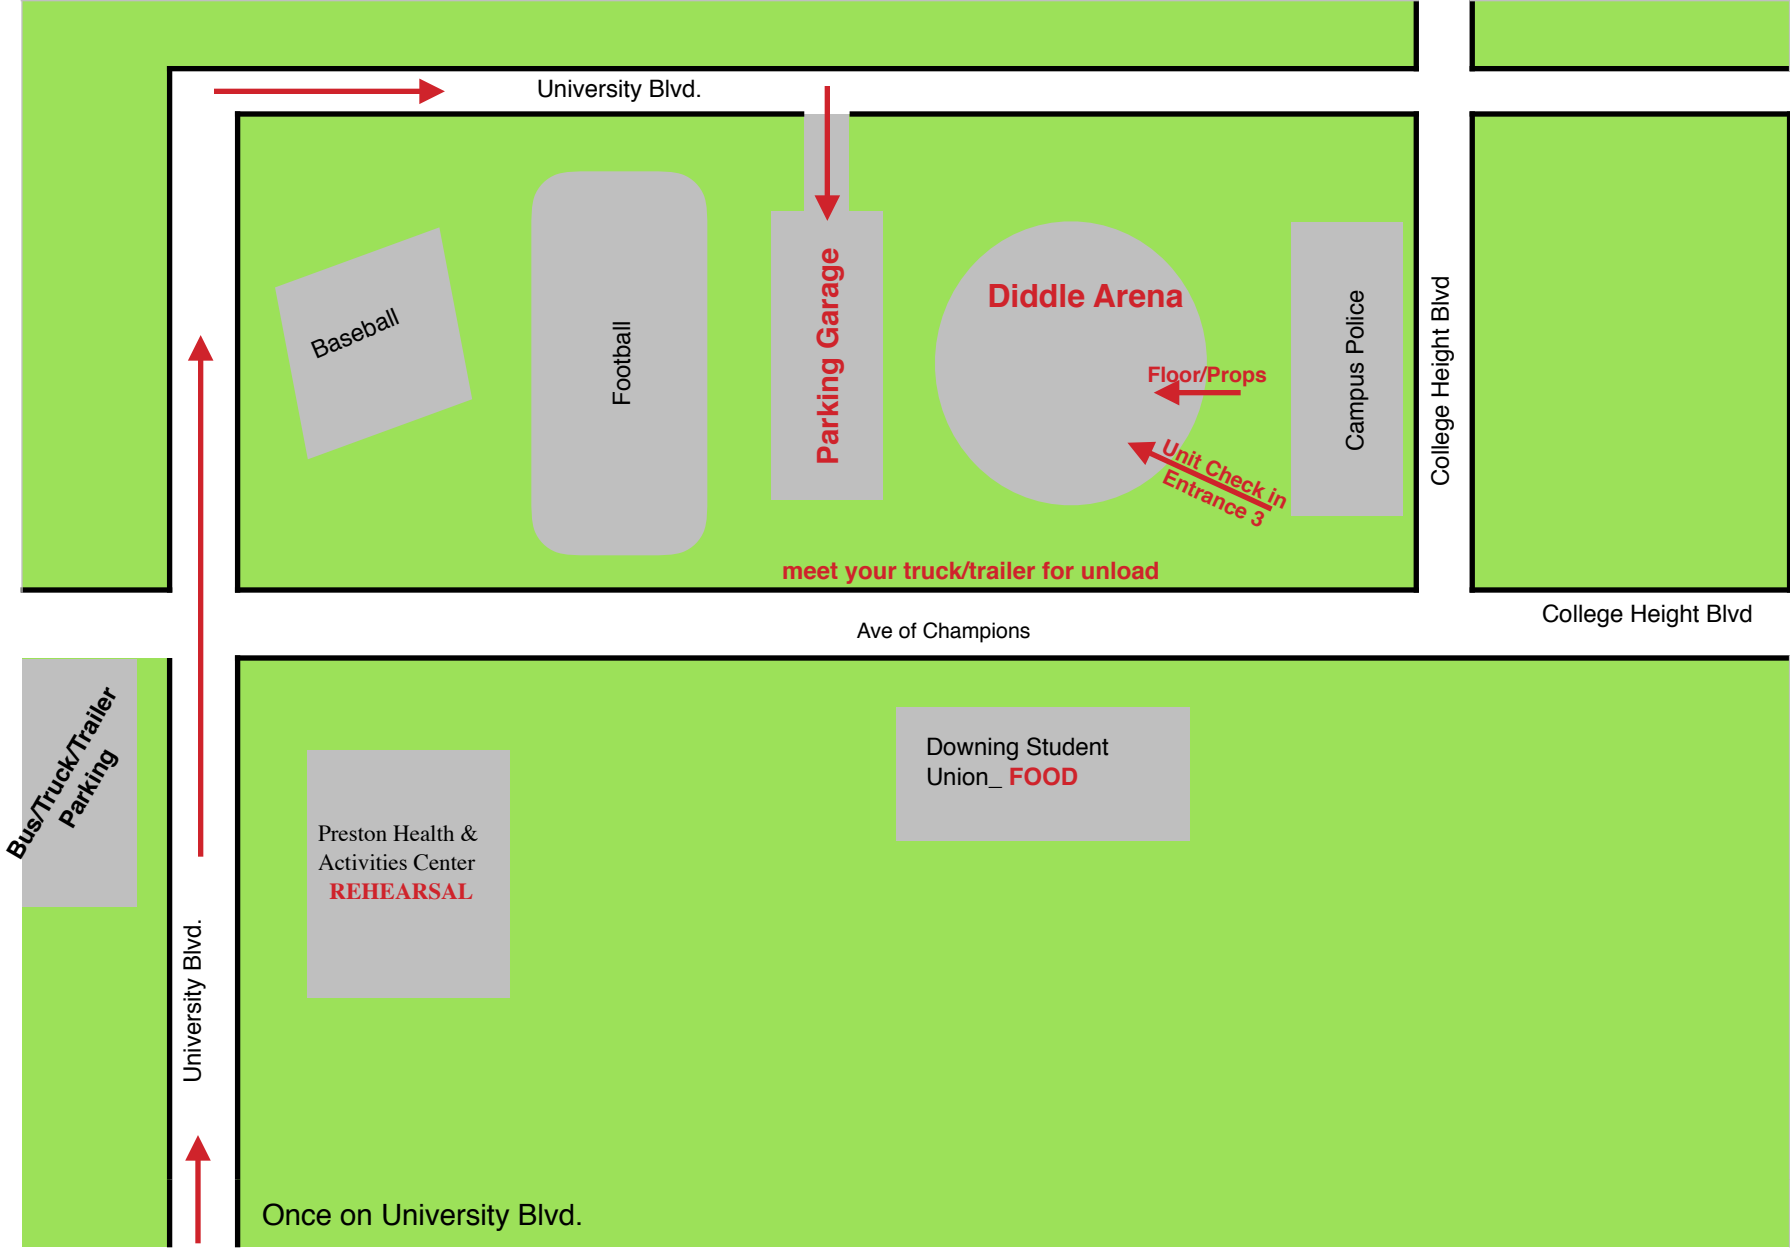 University Blvd.
Baseball
Football
Parking Garage
Diddle Arena
Floor/Props
Unit Check in
Entrance 3
Campus Police
College Height Blvd
meet your truck/trailer for unload
College Height Blvd
Ave of Champions
Bus/Truck/Trailer
Parking
Downing Student
Union_ FOOD
Preston Health &
Activities Center
REHEARSAL
University Blvd.
Once on University Blvd.